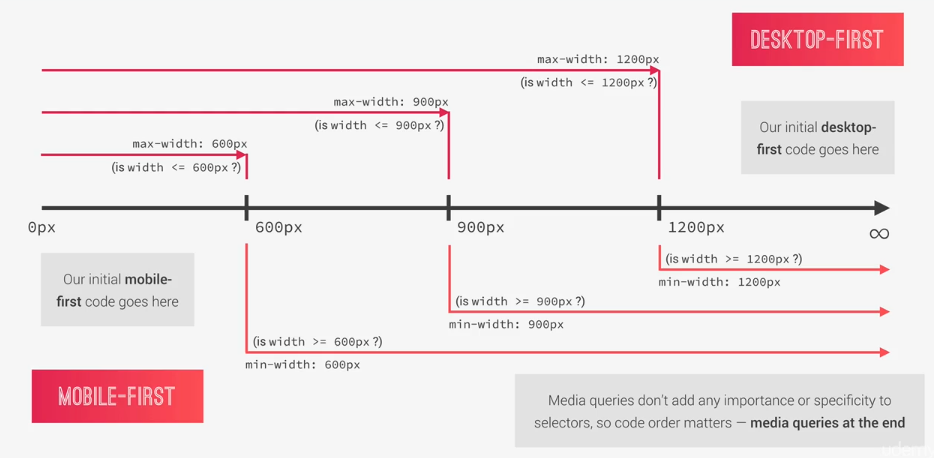 DESKTOP-FIRST
max-width: 1200px
(is width <= 1200px ?)
max-width: 900px
(is width <= 900px ?)
max-width: 600px
(is width <= 600px ?)
Our initial desktop-
first code goes here
0px
600px
900px
1200px
∞
Our initial mobile-
first code goes here
(is width >= 1200px ?)
min-width: 1200px
(is width >= 900px ?)
min-width: 900px
(is width >= 600px ?)
min-width: 600px
MOBILE-FIRST
Media queries don't add any importance or specificity to
selectors, so code order matters — media queries at the end